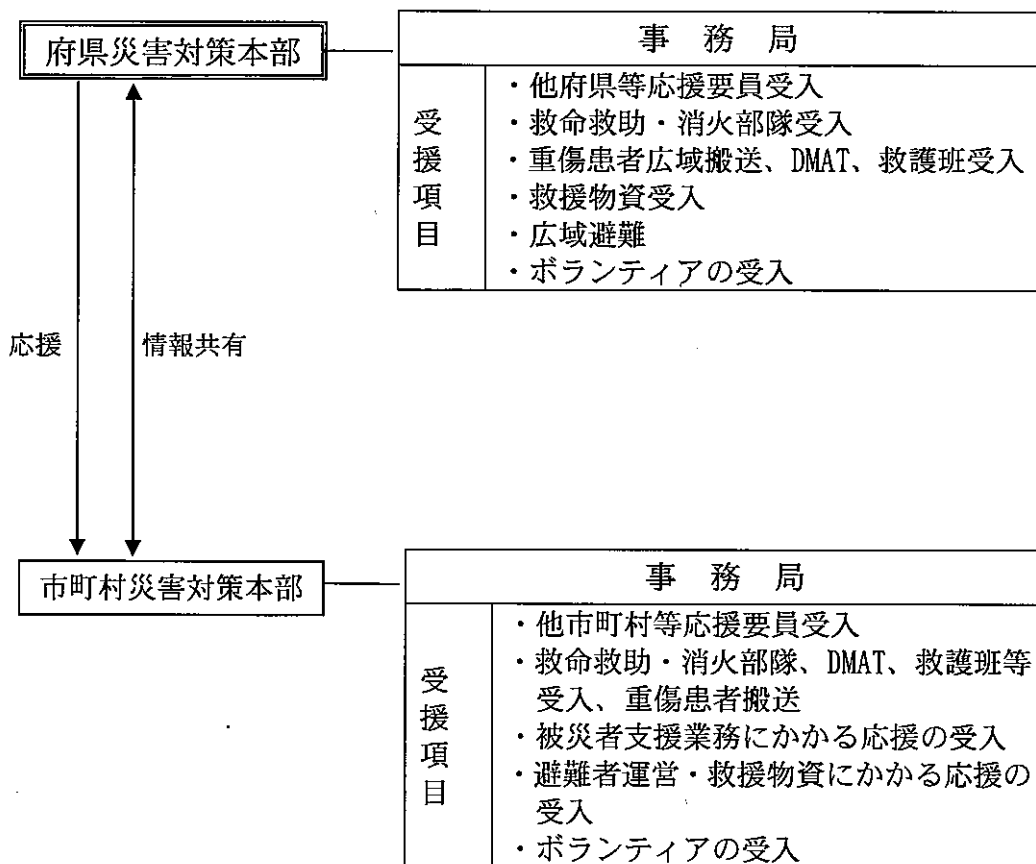 府県災害対策本部
事務局
受援項目
・他府県等応援要員受入
・救命救助・消火部隊受入
・重傷患者広域搬送、DMAT、救護班受入
・救援物資受入
・広域避難
・ボランティアの受入
応援
情報共有
市町村災害対策本部
事務局
受援項目
・他市町村等応援要員受入
・救命救助・消火部隊、DMAT、救護班等
受入、重傷患者搬送
・被災者支援業務にかかる応援の受入
・避難者運営・救援物資にかかる応援の
受入
・ボランティアの受入